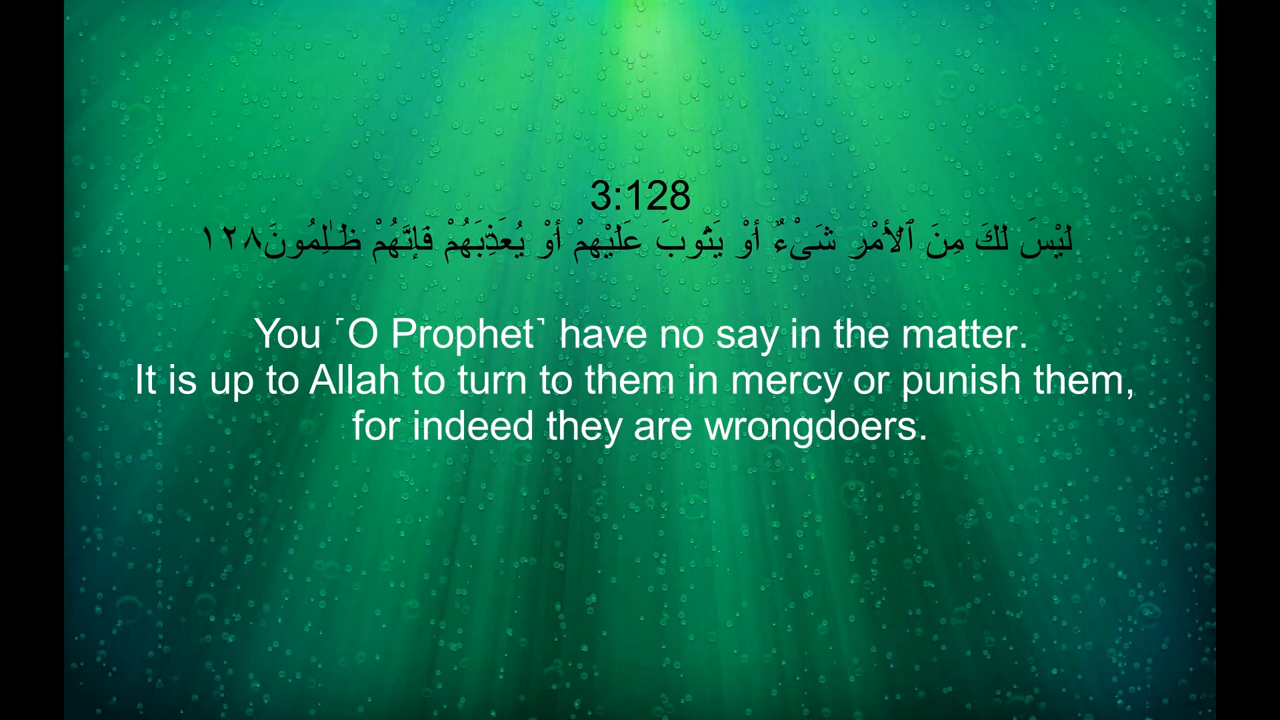 3:128
لَيْسَ لَكَ مِنَ ٱلْأَمْرِ شَىْءٌ أَوْ يَتُوبَ عَلَيْهِمْ أَوْ يُعَذِّبَهُمْ فَإِنَّهُمْ ظَـٰلِمُونَ١٢٨
You ˹O Prophet˺ have no say in the matter.
It is up to Allah to turn to them in mercy or punish them,
for indeed they are wrongdoers.